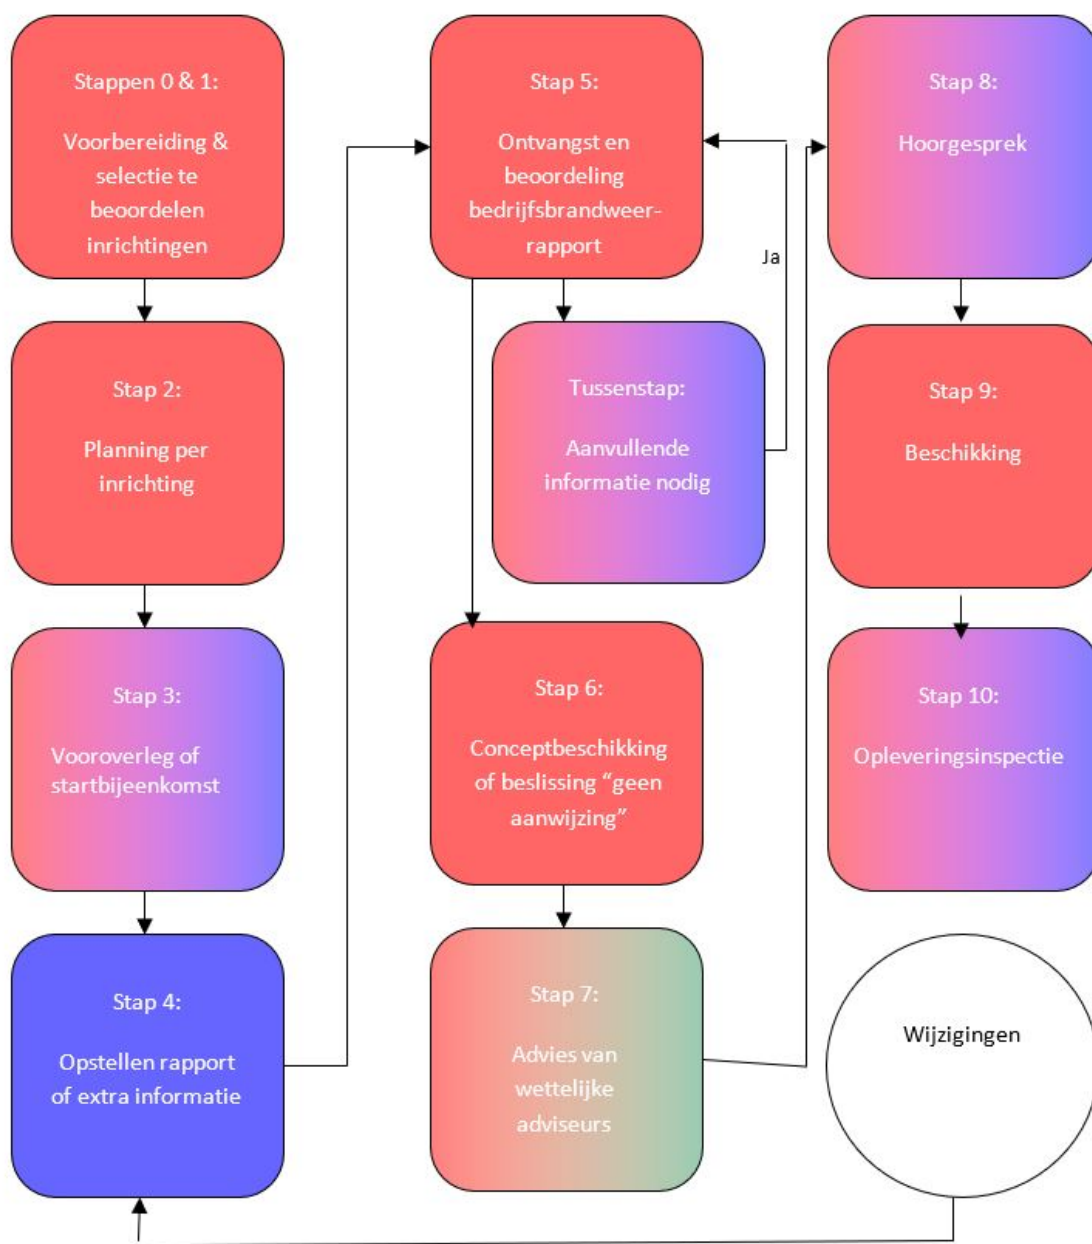 Stappen 0 & 1:
Voorbereiding &
selectie te
beoordelen
inrichtingen
Stap 2:
Planning per
inrichting
Stap 3:
Vooroverleg of
startbijeenkomst
Stap 4:
Opstellen rapport
of extra informatie
Stap 5:
Ontvangst en
beoordeling
bedrijfsbrandweer-
rapport
Ja
Tussenstap:
Aanvullende
informatie nodig
Stap 6:
Conceptbeschikking
of beslissing “geen
aanwijzing”
Stap 7:
Advies van
wettelijke
adviseurs
Stap 8:
Hoorgesprek
Stap 9:
Beschikking
Stap 10:
Opleveringsinspectie
Wijzigingen